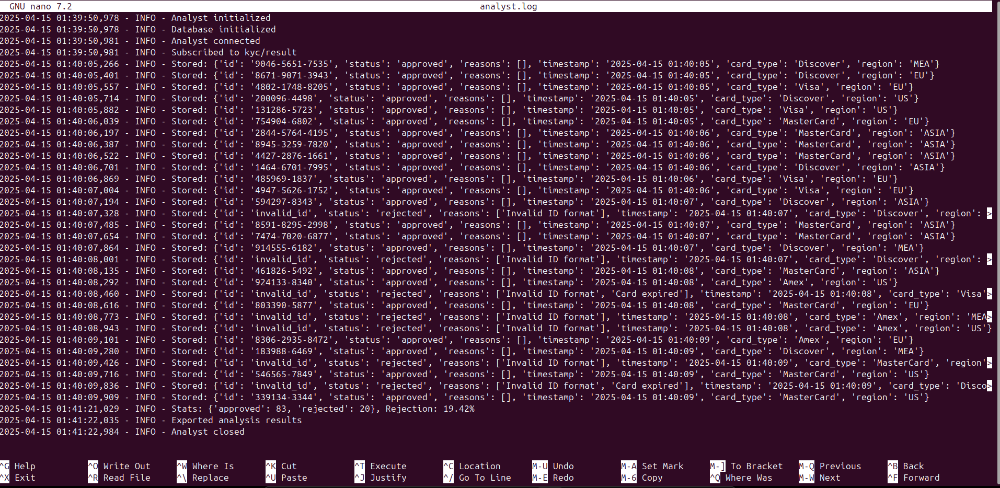 GNU nano 7.2 analyst.log
2025-04-15 01:39:50,978 - INFO - Analyst initialized
2025-04-15 01:39:50,978 - INFO - Database initialized
2025-04-15 01:39:50,981 - INFO - Analyst connected
2025-04-15 01:39:50,981 - INFO - Subscribed to kyc/result
2025-04-15 01:40:05,266 - INFO - Stored: {'id': '9046-5651-7535', 'status': 'approved', 'reasons': [], 'timestamp': '2025-04-15 01:40:05', 'card_type': 'Discover', 'region': 'MEA'}
2025-04-15 01:40:05,401 - INFO - Stored: {'id': '8671-9071-3943', 'status': 'approved', 'reasons': [], 'timestamp': '2025-04-15 01:40:05', 'card_type': 'Discover', 'region': 'EU'}
2025-04-15 01:40:05,557 - INFO - Stored: {'id': '4802-1748-8205', 'status': 'approved', 'reasons': [], 'timestamp': '2025-04-15 01:40:05', 'card_type': 'Visa', 'region': 'EU'}
2025-04-15 01:40:05,714 - INFO - Stored: {'id': '200096-4498', 'status': 'approved', 'reasons': [], 'timestamp': '2025-04-15 01:40:05', 'card_type': 'Discover', 'region': 'US'}
2025-04-15 01:40:05,882 - INFO - Stored: {'id': '131286-5723', 'status': 'approved', 'reasons': [], 'timestamp': '2025-04-15 01:40:05', 'card_type': 'Visa', 'region': 'US'}
2025-04-15 01:40:06,039 - INFO - Stored: {'id': '754904-6802', 'status': 'approved', 'reasons': [], 'timestamp': '2025-04-15 01:40:05', 'card_type': 'MasterCard', 'region': 'EU'}
2025-04-15 01:40:06,197 - INFO - Stored: {'id': '2844-5764-4195', 'status': 'approved', 'reasons': [], 'timestamp': '2025-04-15 01:40:06', 'card_type': 'MasterCard', 'region': 'ASIA'}
2025-04-15 01:40:06,387 - INFO - Stored: {'id': '8945-3259-7820', 'status': 'approved', 'reasons': [], 'timestamp': '2025-04-15 01:40:06', 'card_type': 'MasterCard', 'region': 'ASIA'}
2025-04-15 01:40:06,522 - INFO - Stored: {'id': '4427-2876-1661', 'status': 'approved', 'reasons': [], 'timestamp': '2025-04-15 01:40:06', 'card_type': 'MasterCard', 'region': 'ASIA'}
2025-04-15 01:40:06,701 - INFO - Stored: {'id': '1464-6701-7995', 'status': 'approved', 'reasons': [], 'timestamp': '2025-04-15 01:40:06', 'card_type': 'Discover', 'region': 'ASIA'}
2025-04-15 01:40:06,869 - INFO - Stored: {'id': '485969-1837', 'status': 'approved', 'reasons': [], 'timestamp': '2025-04-15 01:40:06', 'card_type': 'Visa', 'region': 'EU'}
2025-04-15 01:40:07,004 - INFO - Stored: {'id': '4947-5626-1752', 'status': 'approved', 'reasons': [], 'timestamp': '2025-04-15 01:40:06', 'card_type': 'Visa', 'region': 'EU'}
2025-04-15 01:40:07,194 - INFO - Stored: {'id': '594297-8343', 'status': 'approved', 'reasons': [], 'timestamp': '2025-04-15 01:40:07', 'card_type': 'Discover', 'region': 'ASIA'}
2025-04-15 01:40:07,328 - INFO - Stored: {'id': 'invalid_id', 'status': 'rejected', 'reasons': ['Invalid ID format'], 'timestamp': '2025-04-15 01:40:07', 'card_type': 'Discover', 'region': >
2025-04-15 01:40:07,485 - INFO - Stored: {'id': '8591-8295-2998', 'status': 'approved', 'reasons': [], 'timestamp': '2025-04-15 01:40:07', 'card_type': 'MasterCard', 'region': 'ASIA'}
2025-04-15 01:40:07,654 - INFO - Stored: {'id': '7474-7020-6877', 'status': 'approved', 'reasons': [], 'timestamp': '2025-04-15 01:40:07', 'card_type': 'MasterCard', 'region': 'ASIA'}
2025-04-15 01:40:07,864 - INFO - Stored: {'id': '914555-6182', 'status': 'approved', 'reasons': [], 'timestamp': '2025-04-15 01:40:07', 'card_type': 'Discover', 'region': 'MEA'}
2025-04-15 01:40:08,001 - INFO - Stored: {'id': 'invalid_id', 'status': 'rejected', 'reasons': ['Invalid ID format'], 'timestamp': '2025-04-15 01:40:07', 'card_type': 'Discover', 'region': >
2025-04-15 01:40:08,135 - INFO - Stored: {'id': '461826-5492', 'status': 'approved', 'reasons': [], 'timestamp': '2025-04-15 01:40:08', 'card_type': 'MasterCard', 'region': 'ASIA'}
2025-04-15 01:40:08,292 - INFO - Stored: {'id': '924133-8340', 'status': 'approved', 'reasons': [], 'timestamp': '2025-04-15 01:40:08', 'card_type': 'Amex', 'region': 'US'}
2025-04-15 01:40:08,460 - INFO - Stored: {'id': 'invalid_id', 'status': 'rejected', 'reasons': ['Invalid ID format', 'Card expired'], 'timestamp': '2025-04-15 01:40:08', 'card_type': 'Visa'>
2025-04-15 01:40:08,616 - INFO - Stored: {'id': '803390-5877', 'status': 'approved', 'reasons': [], 'timestamp': '2025-04-15 01:40:08', 'card_type': 'MasterCard', 'region': 'EU'}
2025-04-15 01:40:08,773 - INFO - Stored: {'id': 'invalid_id', 'status': 'rejected', 'reasons': ['Invalid ID format'], 'timestamp': '2025-04-15 01:40:08', 'card_type': 'Amex', 'region': 'MEA>
2025-04-15 01:40:08,943 - INFO - Stored: {'id': 'invalid_id', 'status': 'rejected', 'reasons': ['Invalid ID format'], 'timestamp': '2025-04-15 01:40:08', 'card_type': 'Amex', 'region': 'US'}
2025-04-15 01:40:09,101 - INFO - Stored: {'id': '8306-2935-8472', 'status': 'approved', 'reasons': [], 'timestamp': '2025-04-15 01:40:09', 'card_type': 'Amex', 'region': 'EU'}
2025-04-15 01:40:09,280 - INFO - Stored: {'id': '183988-6469', 'status': 'approved', 'reasons': [], 'timestamp': '2025-04-15 01:40:09', 'card_type': 'Discover', 'region': 'MEA'}
2025-04-15 01:40:09,426 - INFO - Stored: {'id': 'invalid_id', 'status': 'rejected', 'reasons': ['Invalid ID format'], 'timestamp': '2025-04-15 01:40:09', 'card_type': 'MasterCard', 'region'>
2025-04-15 01:40:09,716 - INFO - Stored: {'id': '546565-7849', 'status': 'approved', 'reasons': [], 'timestamp': '2025-04-15 01:40:09', 'card_type': 'MasterCard', 'region': 'US'}
2025-04-15 01:40:09,836 - INFO - Stored: {'id': 'invalid_id', 'status': 'rejected', 'reasons': ['Invalid ID format', 'Card expired'], 'timestamp': '2025-04-15 01:40:09', 'card_type': 'Disco>
2025-04-15 01:40:09,909 - INFO - Stored: {'id': '339134-3344', 'status': 'approved', 'reasons': [], 'timestamp': '2025-04-15 01:40:09', 'card_type': 'MasterCard', 'region': 'US'}
2025-04-15 01:41:21,029 - INFO - Stats: {'approved': 83, 'rejected': 20}, Rejection: 19.42%
2025-04-15 01:41:22,035 - INFO - Exported analysis results
2025-04-15 01:41:22,984 - INFO - Analyst closed
^G Help ^O Write Out ^W Where Is ^K Cut ^T Execute ^C Location M-U Undo M-A Set Mark M-] To Bracket M-Q Previous ^B Back
^X Exit ^R Read File ^\ Replace ^U Paste ^J Justify ^/ Go To Line M-E Redo M-6 Copy ^Q Where Was M-W Next ^F Forward